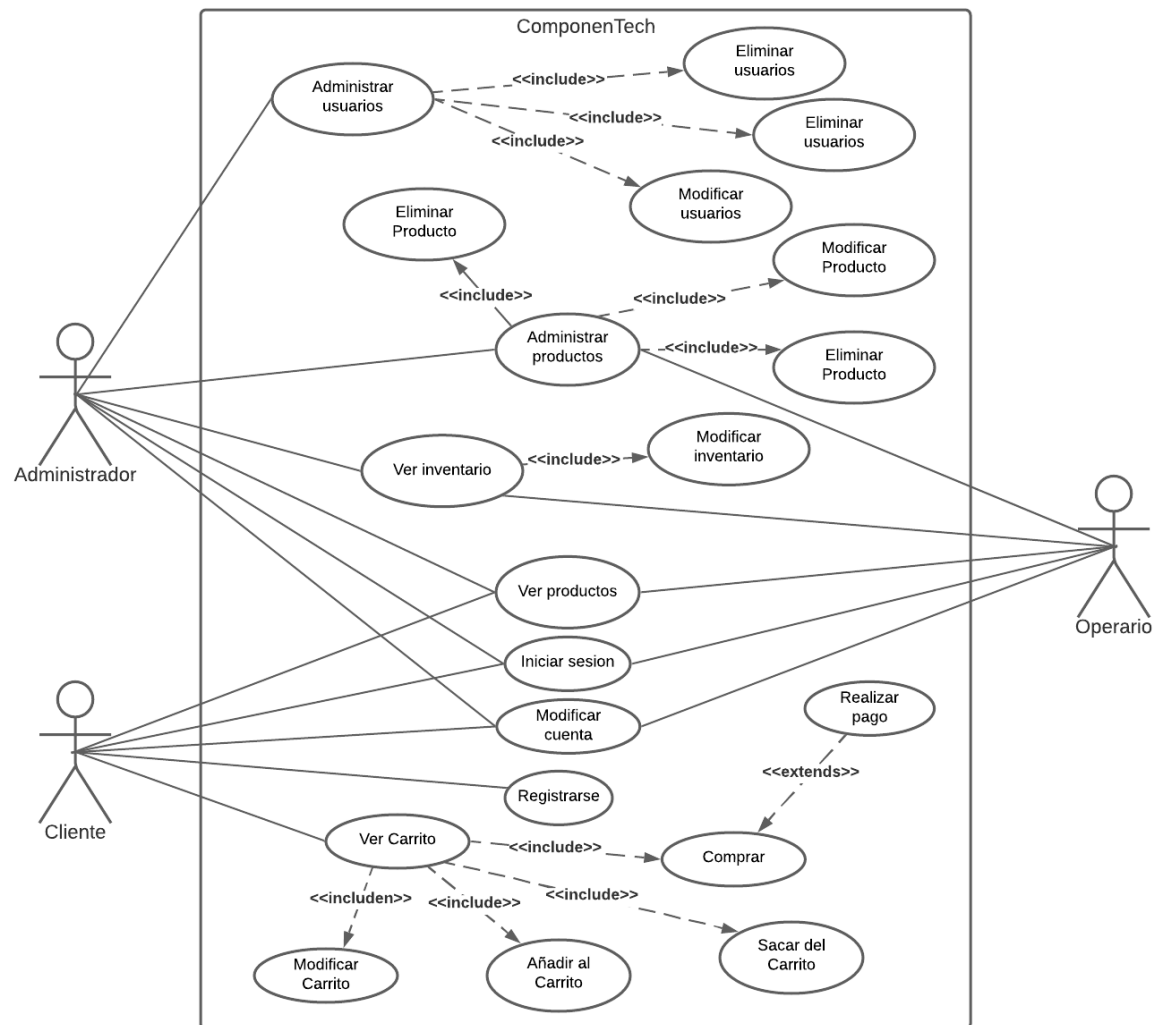 ComponenTech
Eliminar
usuarios
<<include>>
Administrar
usuarios
<<include>>
Eliminar
usuarios
<<include>>
Modificar
usuarios
Eliminar
Producto
Modificar
Producto
<<include>>
<<include>>
Administrar
productos
<<include>>
Eliminar
Producto
Modificar
inventario
Ver inventario
<<include>>
Administrador
Ver productos
Operario
Iniciar sesion
Modificar
cuenta
Realizar
pago
<<extends>>
Registrarse
Cliente
Ver Carrito
<<include>>
Comprar
<<includen>>
<<include>>
<<include>>
Modificar
Carrito
Añadir al
Carrito
Sacar del
Carrito